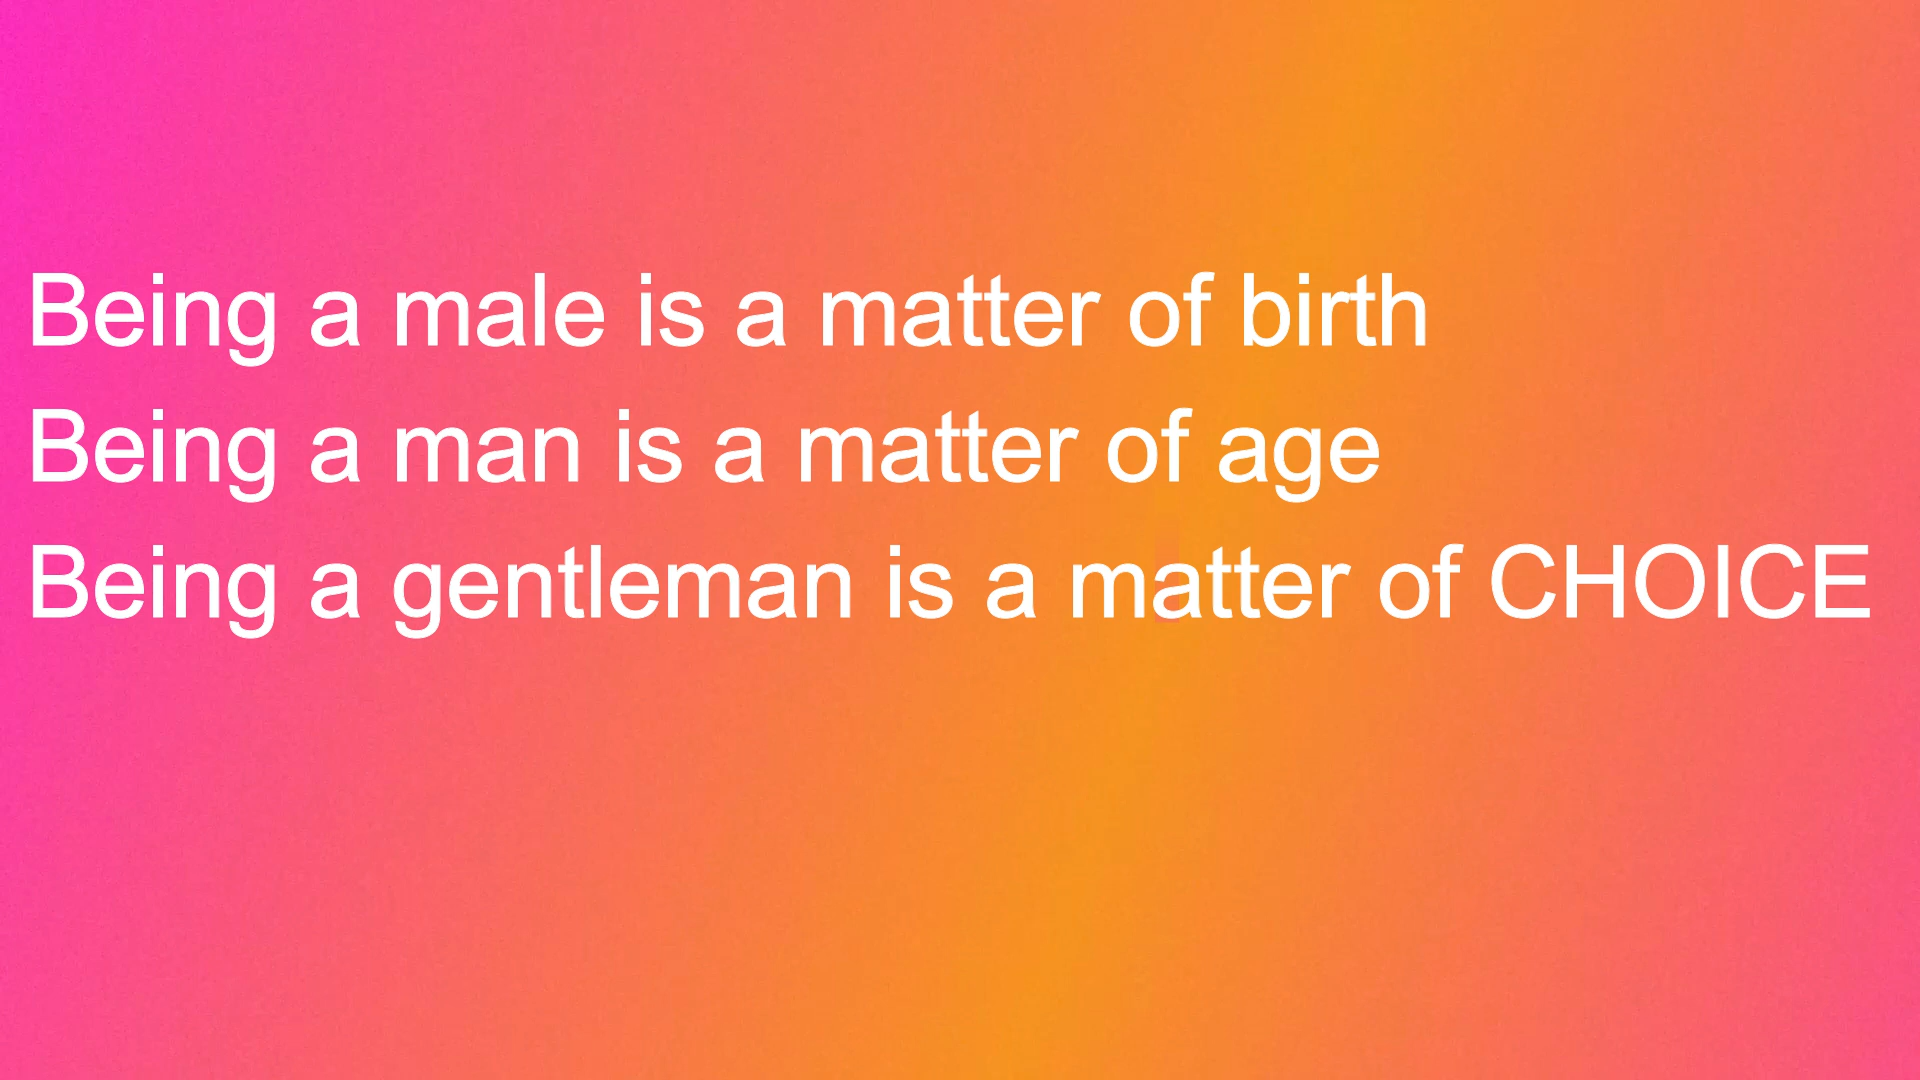 Being a male is a matter of birth
Being a man is a matter of age
Being a gentleman is a matter of CHOICE